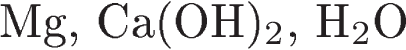 Mg, Ca(OH)₂, H₂O